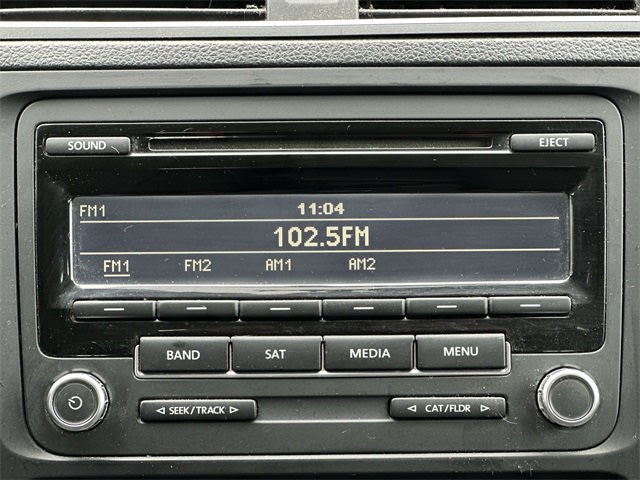 SOUND
EJECT
FM1 11:04
102.5FM
FM1 FM2 AM1 AM2
BAND SAT MEDIA MENU
◁ SEEK/TRACK ▷
◁ CAT/FLDR ▷